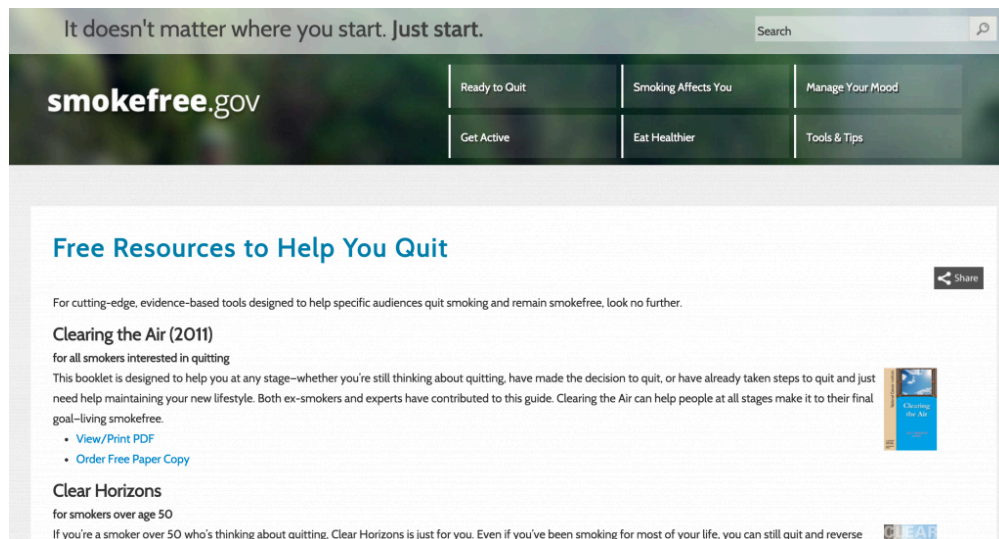 It doesn't matter where you start. Just start.
Search
smokefree.gov
Ready to Quit
Smoking Affects You
Manage Your Mood
Get Active
Eat Healthier
Tools & Tips
Free Resources to Help You Quit
Share
For cutting-edge, evidence-based tools designed to help specific audiences quit smoking and remain smokefree, look no further.
Clearing the Air (2011)
for all smokers interested in quitting
This booklet is designed to help you at any stage—whether you're still thinking about quitting, have made the decision to quit, or have already taken steps to quit and just
need help maintaining your new lifestyle. Both ex-smokers and experts have contributed to this guide. Clearing the Air can help people at all stages make it to their final
goal—living smokefree.
Clearing
the Air
• View/Print PDF
• Order Free Paper Copy
Clear Horizons
for smokers over age 50
If you're a smoker over 50 who's thinking about quitting, Clear Horizons is just for you. Even if you've been smoking for most of your life, you can still quit and reverse
CLEAR